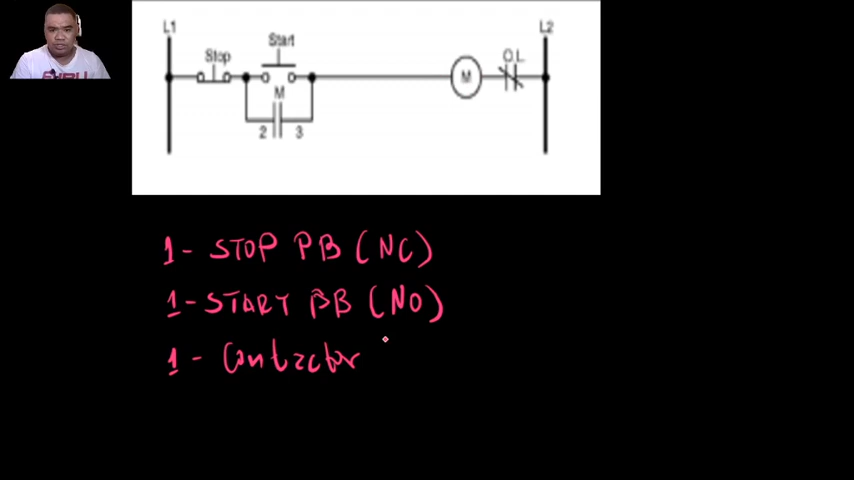 L1
L2
Stop
Start
O.L
M
M
2
3
1- STOP PB (NC)
1- START PB (NO)
1- Contactor